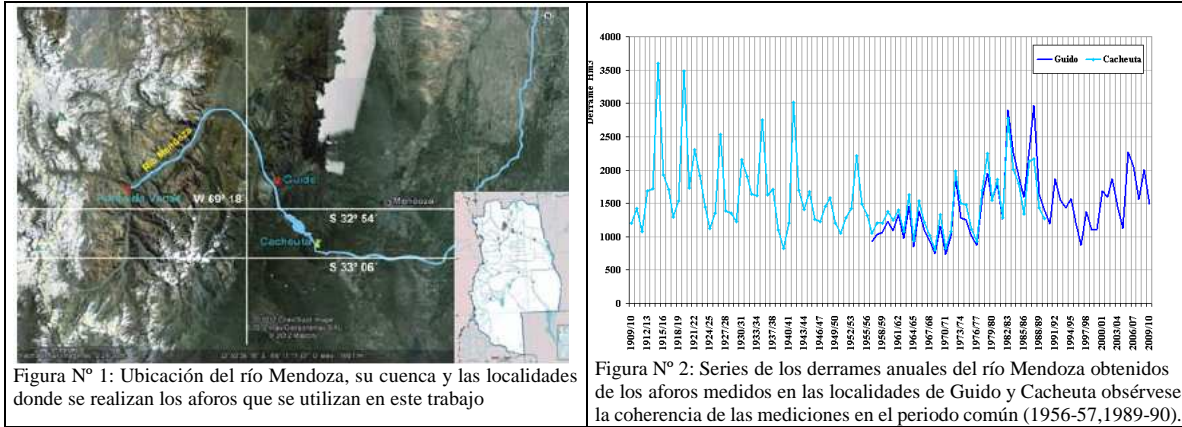 Río Mendoza
Guido
W 69º 18'
Mendoza
S 32º 54'
Cacheuta
S 33º 06'
Figura Nº 1: Ubicación del río Mendoza, su cuenca y las localidades
donde se realizan los aforos que se utilizan en este trabajo
4000
3500
3000
2500
2000
1500
1000
500
0
Derrame Hm3
Guido
Cacheuta
1909/10
1912/13
1915/16
1918/19
1921/22
1924/25
1927/28
1930/31
1933/34
1937/38
1940/41
1943/44
1946/47
1949/50
1952/53
1955/56
1958/59
1961/62
1964/65
1967/68
1970/71
1973/74
1976/77
1979/80
1982/83
1985/86
1988/89
1991/92
1994/95
1997/98
2000/01
2003/04
2006/07
2009/10
Figura Nº 2: Series de los derrames anuales del río Mendoza obtenidos
de los aforos medidos en las localidades de Guido y Cacheuta obsérvese
la coherencia de las mediciones en el periodo común (1956-57,1989-90).